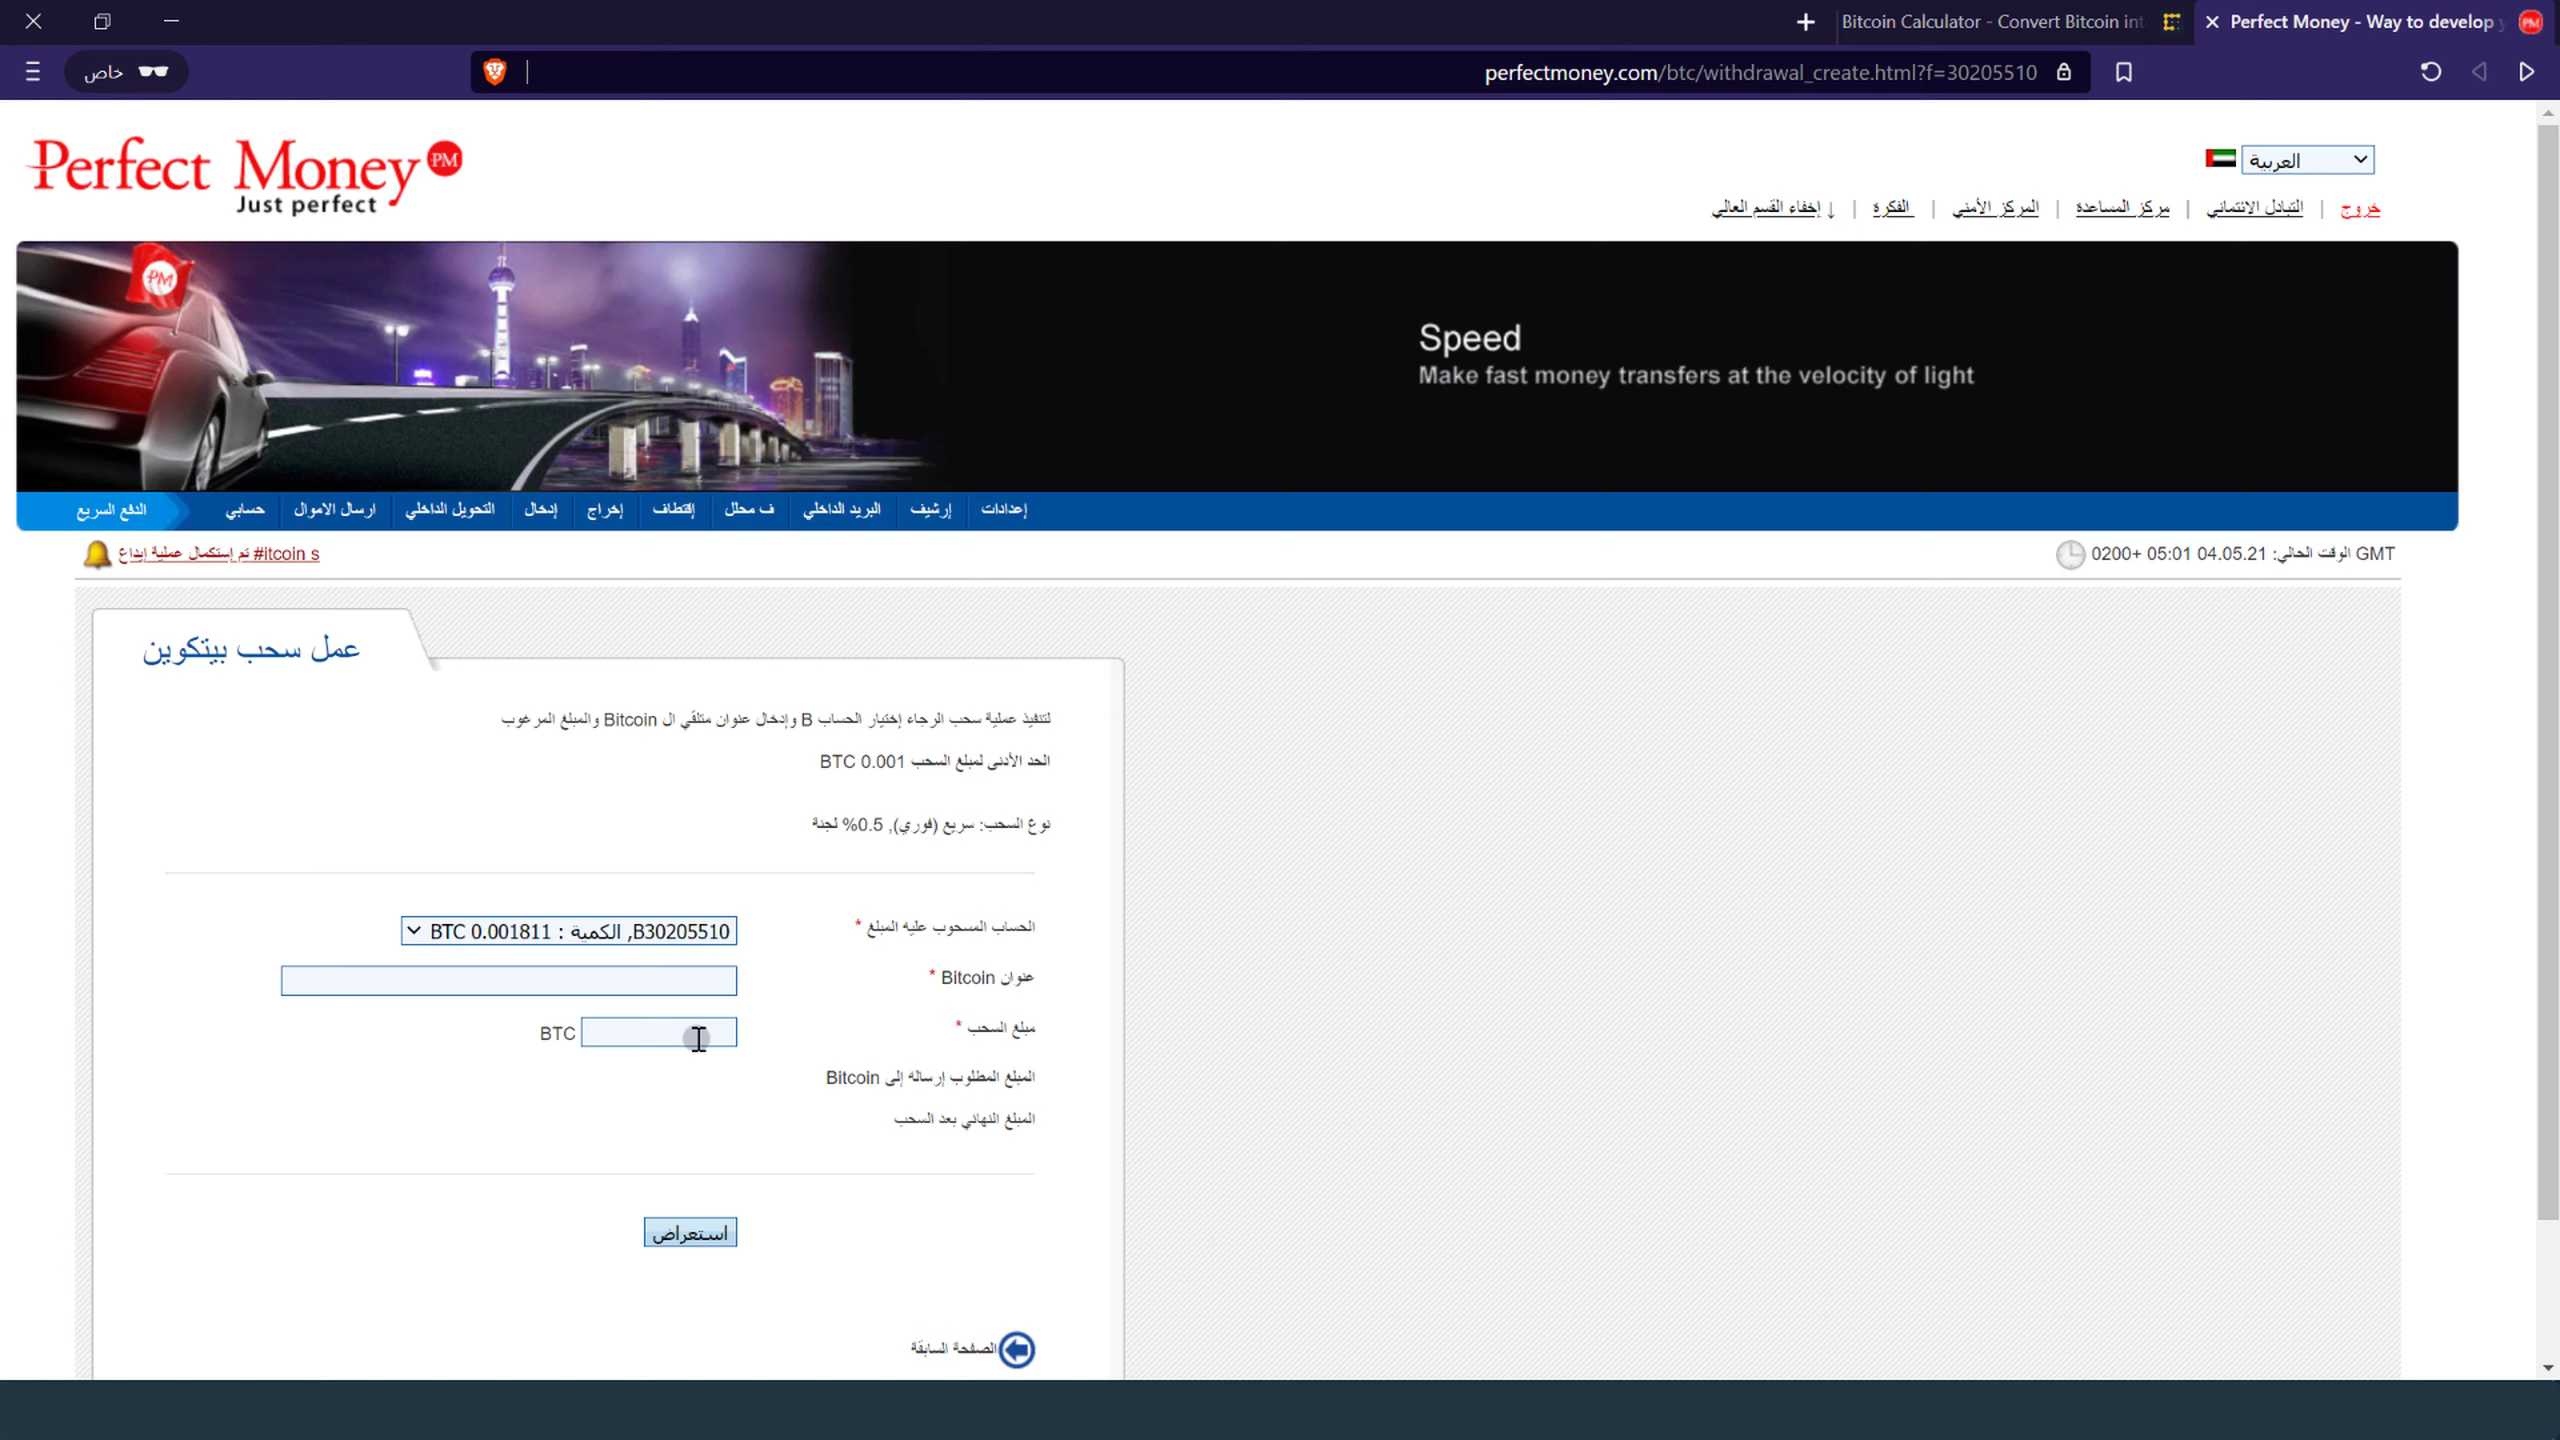 Bitcoin Calculator - Convert Bitcoin int
Perfect Money - Way to develop y
خاص
perfectmoney.com/btc/withdrawal_create.html?f=30205510
Perfect Money PM
Just perfect
العربية
خروج | التبادل الائتماني | مركز المساعدة | المركز الأمني | الفكرة | إخفاء القسم العالي ↓
PM
Speed
Make fast money transfers at the velocity of light
الدفع السريع
حسابي
ارسال الاموال
التحويل الداخلي
إدخال
إخراج
إقتطاف
ف محلل
البريد الداخلي
إرشيف
إعدادات
تم إستكمال عملية إيداع #itcoin s
GMT الوقت الحالي: 04.05.21 05:01 +0200
عمل سحب بيتكوين
لتنفيذ عملية سحب الرجاء إختيار الحساب B وإدخال عنوان متلقّي ال Bitcoin والمبلغ المرغوب
الحد الأدنى لمبلغ السحب BTC 0.001
نوع السحب: سريع (فوري), 0.5% لجنة
الحساب المسحوب عليه المبلغ *
B30205510, الكمية : BTC 0.001811
عنوان Bitcoin *
مبلغ السحب *
BTC
المبلغ المطلوب إرساله إلى Bitcoin
المبلغ النهائي بعد السحب
استعراض
الصفحة السابقة